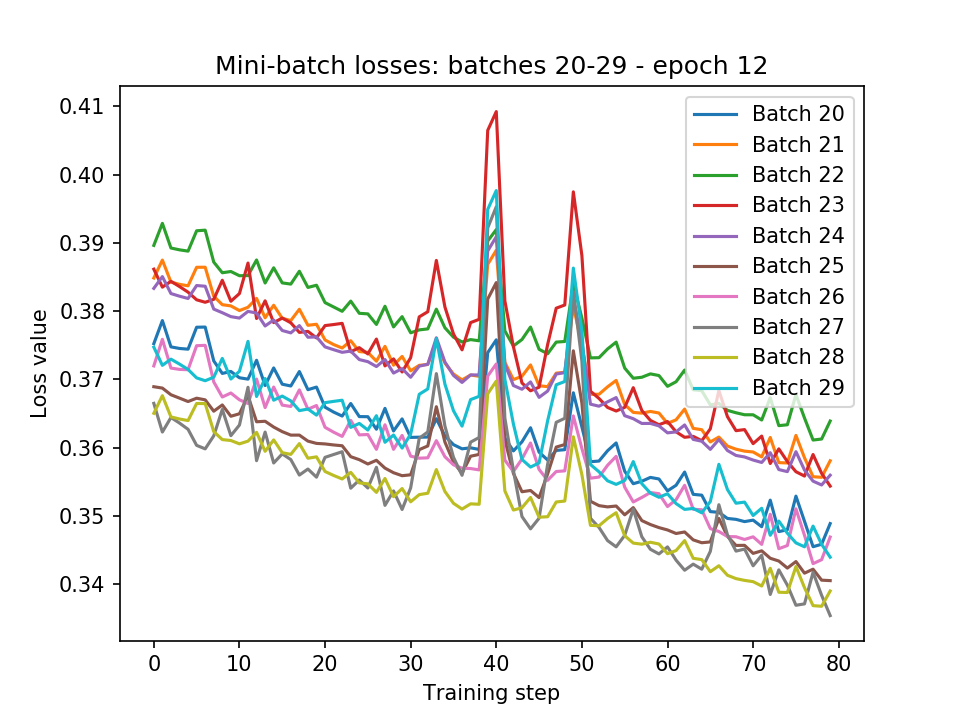 Mini-batch losses: batches 20-29 - epoch 12
0.41
0.40
0.39
0.38
0.37
0.36
0.35
0.34
Loss value
0 10 20 30 40 50 60 70 80
Training step
Batch 20
Batch 21
Batch 22
Batch 23
Batch 24
Batch 25
Batch 26
Batch 27
Batch 28
Batch 29